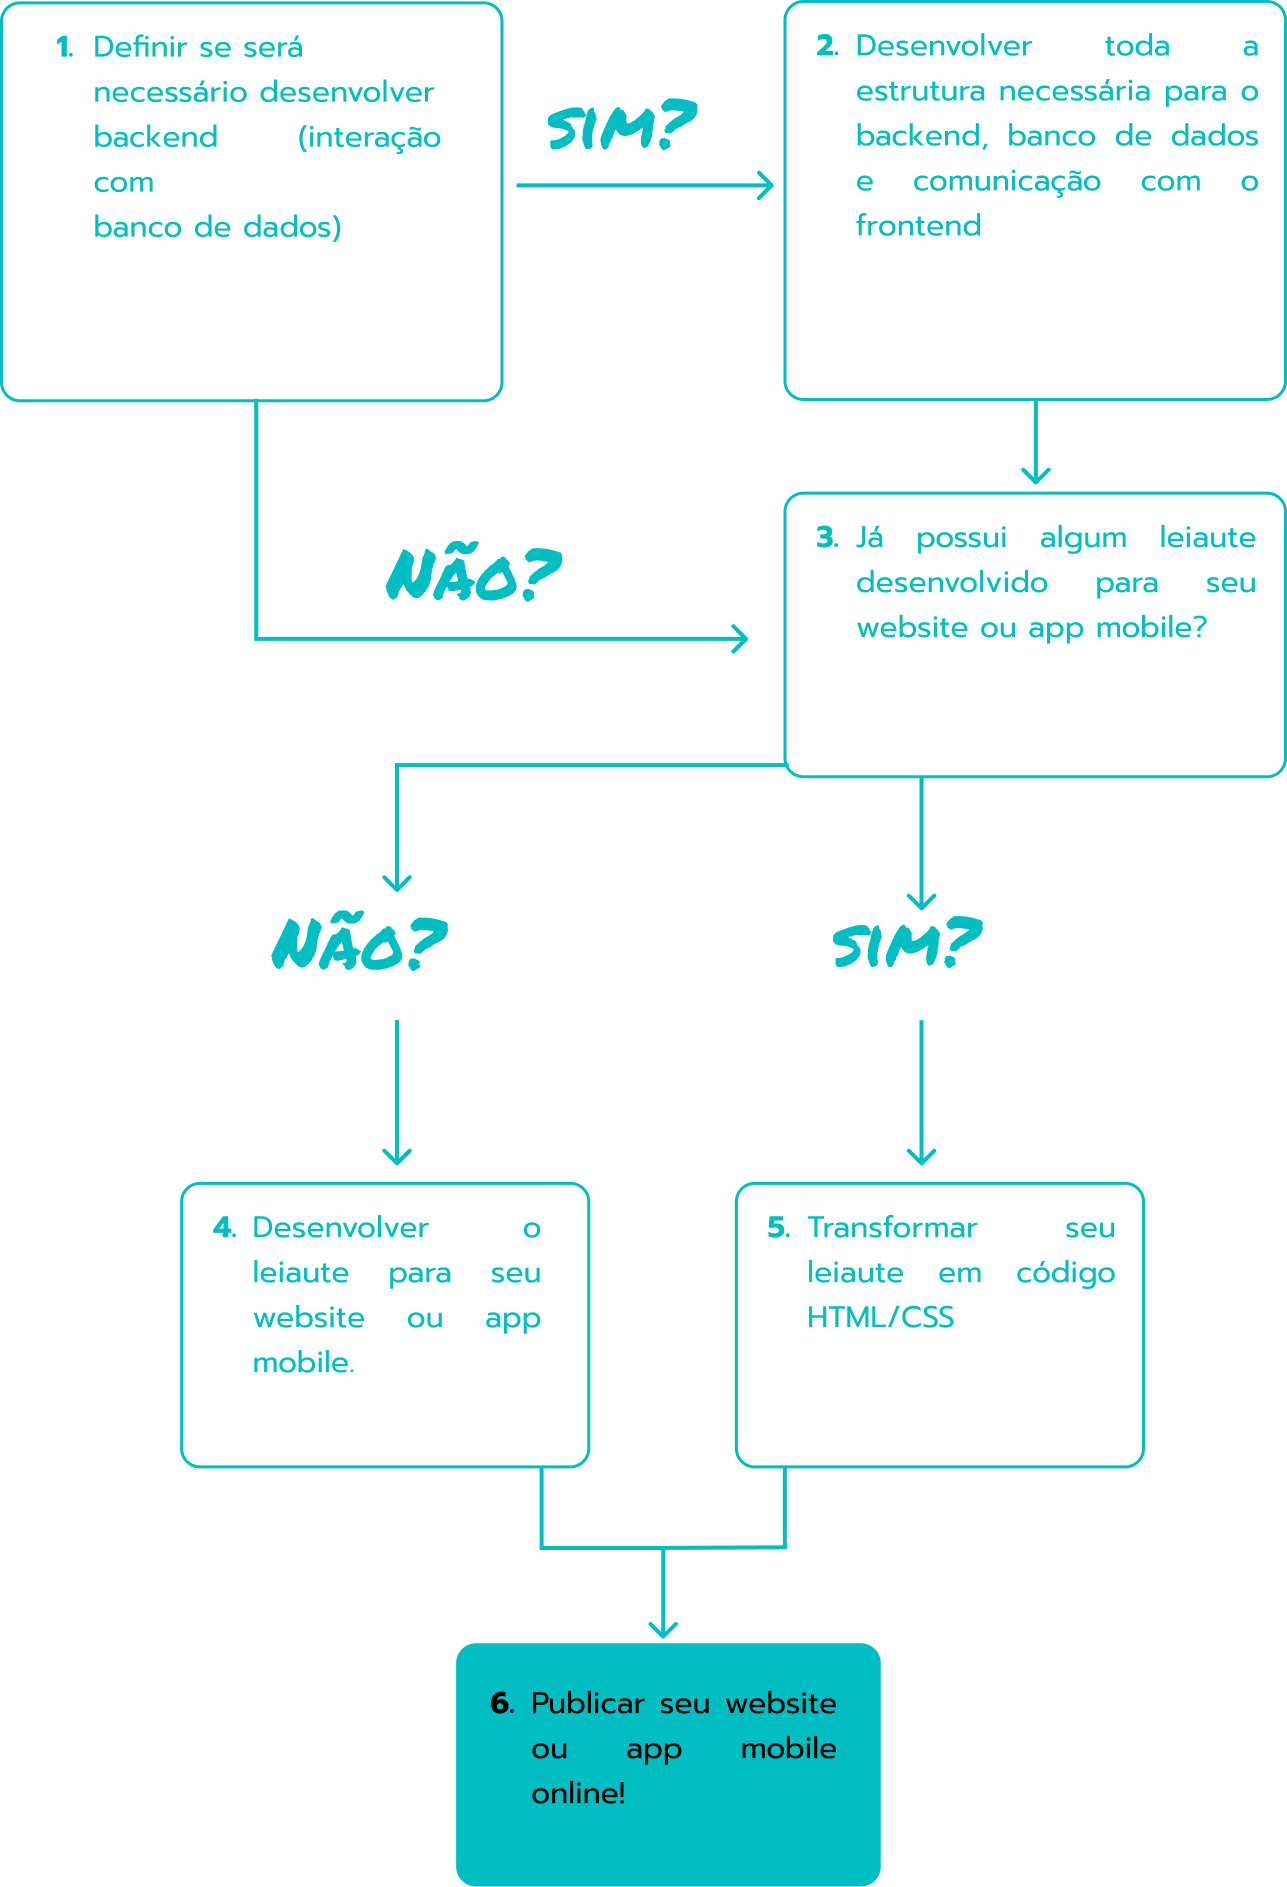 1. Definir se será
necessário desenvolver
backend (interação
com
banco de dados)
SIM?
2. Desenvolver toda a
estrutura necessária para o
backend, banco de dados
e comunicação com o
frontend
NÃO?
3. Já possui algum leiaute
desenvolvido para seu
website ou app mobile?
NÃO?
SIM?
4. Desenvolver o
leiaute para seu
website ou app
mobile.
5. Transformar seu
leiaute em código
HTML/CSS
6. Publicar seu website
ou app mobile
online!